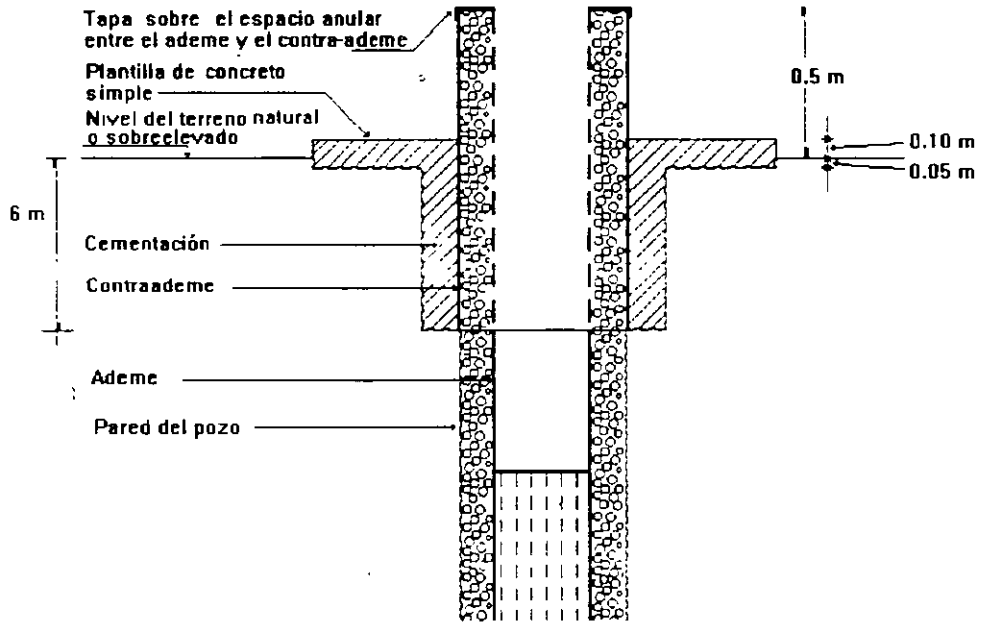 Tapa sobre el espacio anular
entre el ademe y el contra-ademe
Plantilla de concreto
simple
Nivel del terreno natural
o sobreelevado
0.5 m
0.10 m
0.05 m
6 m
Cementación
Contraademe
Ademe
Pared del pozo